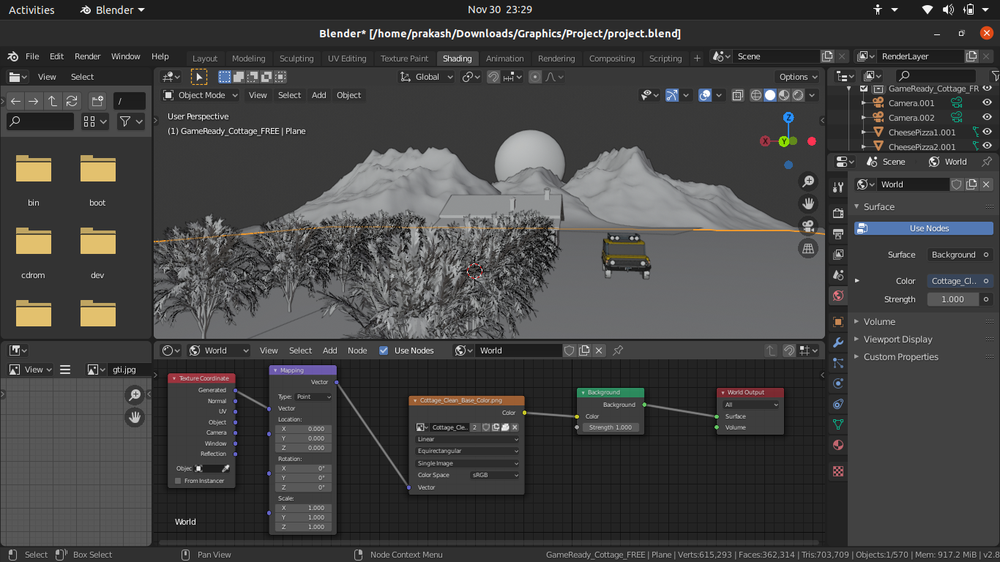 Activities
Blender
Nov 30 23:29
Blender* [/home/prakash/Downloads/Graphics/Project/project.blend]
File Edit Render Window Help
Layout Modeling Sculpting UV Editing Texture Paint Shading Animation Rendering Compositing Scripting +
Scene
RenderLayer
View Select
/
bin
boot
cdrom
dev
View
gti.jpg
Global
Options
Object Mode View Select Add Object
User Perspective
(1) GameReady_Cottage_FREE | Plane
Z
X
Y
GameReady_Cottage_FR
Camera.001
Camera.002
CheesePizza1.001
CheesePizza2.001
Scene World
World
Surface
Use Nodes
Surface Background
Color Cottage_Cl..
Strength 1.000
Volume
Viewport Display
Custom Properties
World View Select Add Node Use Nodes World
Texture Coordinate
Generated
Normal
UV
Object
Camera
Window
Reflection
Objec
From Instancer
Mapping
Vector
Type: Point
Vector
Location:
X 0.000
Y 0.000
Z 0.000
Rotation:
X 0°
Y 0°
Z 0°
Scale:
X 1.000
Y 1.000
Z 1.000
Cottage_Clean_Base_Color.png
Color
Cottage_Cle.. 2
Linear
Equirectangular
Single Image
Color Space sRGB
Vector
Background
Background
Color
Strength 1.000
World Output
All
Surface
Volume
World
Select Box Select Pan View Node Context Menu
GameReady_Cottage_FREE | Plane | Verts:615,293 | Faces:362,314 | Tris:703,709 | Objects:1/570 | Mem: 917.2 MiB | v2.8